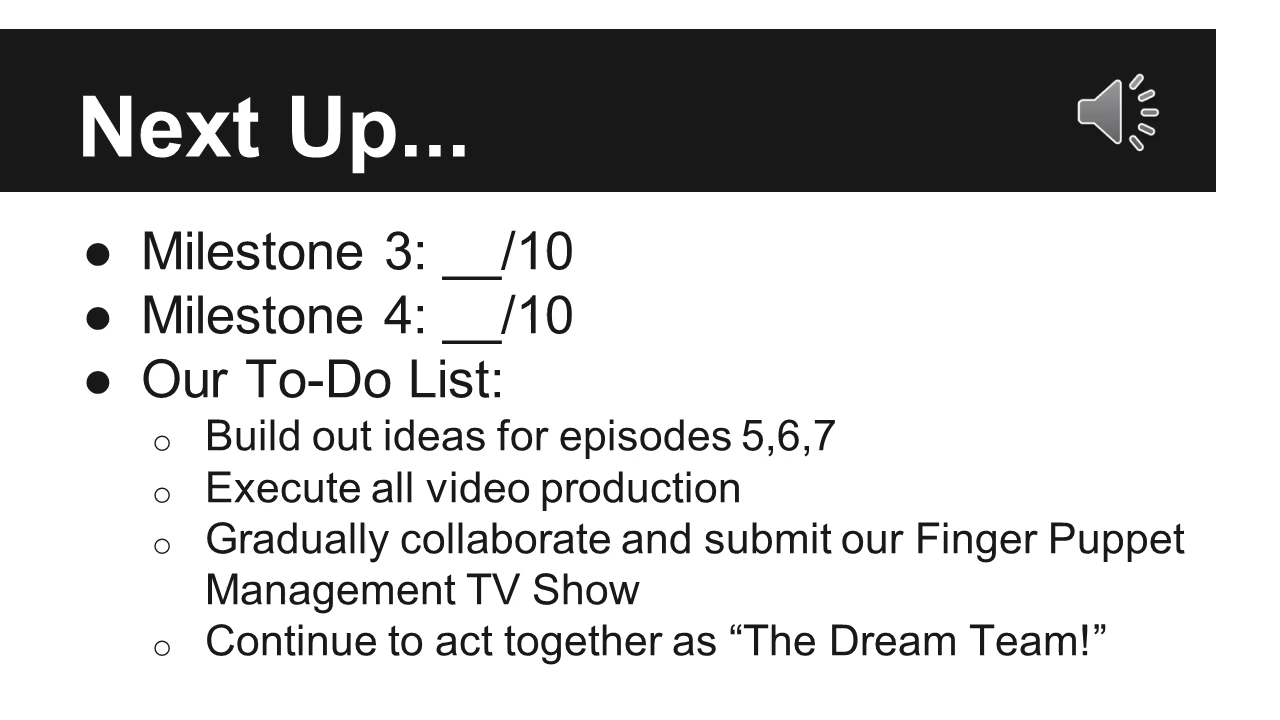 Next Up...
● Milestone 3: __/10
● Milestone 4: __/10
● Our To-Do List:
o Build out ideas for episodes 5,6,7
o Execute all video production
o Gradually collaborate and submit our Finger Puppet
Management TV Show
o Continue to act together as “The Dream Team!”